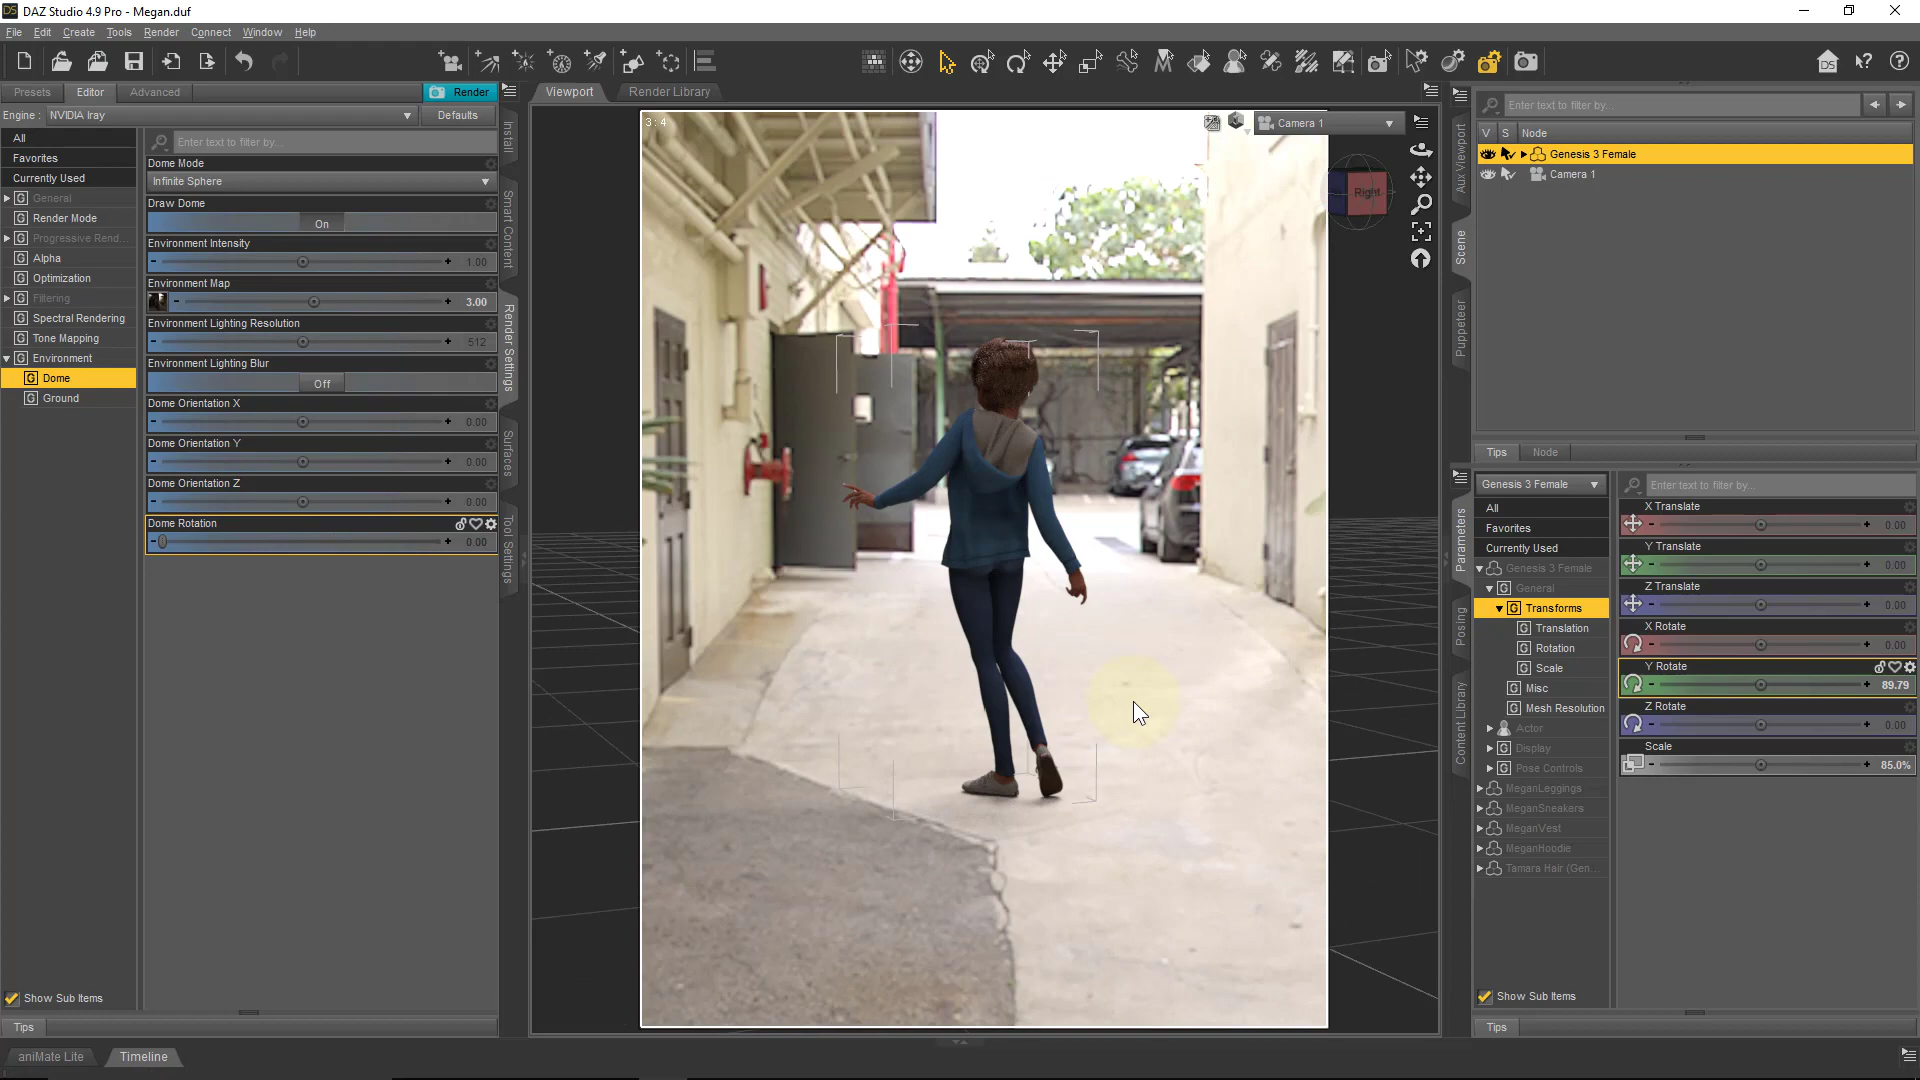 DAZ Studio 4.9 Pro - Megan.duf
File Edit Create Tools Render Connect Window Help
Presets Editor Advanced Render
Engine : NVIDIA Iray Defaults
All
Favorites
Currently Used
General
Render Mode
Progressive Rend...
Alpha
Optimization
Filtering
Spectral Rendering
Tone Mapping
Environment
Dome
Ground
Show Sub Items
Tips
Enter text to filter by...
Dome Mode
Infinite Sphere
Draw Dome
On
Environment Intensity
1.00
Environment Map
3.00
Environment Lighting Resolution
512
Environment Lighting Blur
Off
Dome Orientation X
0.00
Dome Orientation Y
0.00
Dome Orientation Z
0.00
Dome Rotation
0.00
Install
Smart Content
Render Settings
Surfaces
Tool Settings
Viewport Render Library
3 : 4
Camera 1
Right
Aux Viewport
Scene
Puppeteer
Enter text to filter by...
V S Node
Genesis 3 Female
Camera 1
Tips Node
Parameters
Posing
Content Library
Genesis 3 Female
All
Favorites
Currently Used
Genesis 3 Female
General
Transforms
Translation
Rotation
Scale
Misc
Mesh Resolution
Actor
Display
Pose Controls
MeganLeggings
MeganSneakers
MeganVest
MeganHoodie
Tamara Hair (Gen...
Show Sub Items
Tips
Enter text to filter by...
X Translate
0.00
Y Translate
0.00
Z Translate
0.00
X Rotate
0.00
Y Rotate
89.79
Z Rotate
0.00
Scale
85.0%
aniMate Lite Timeline